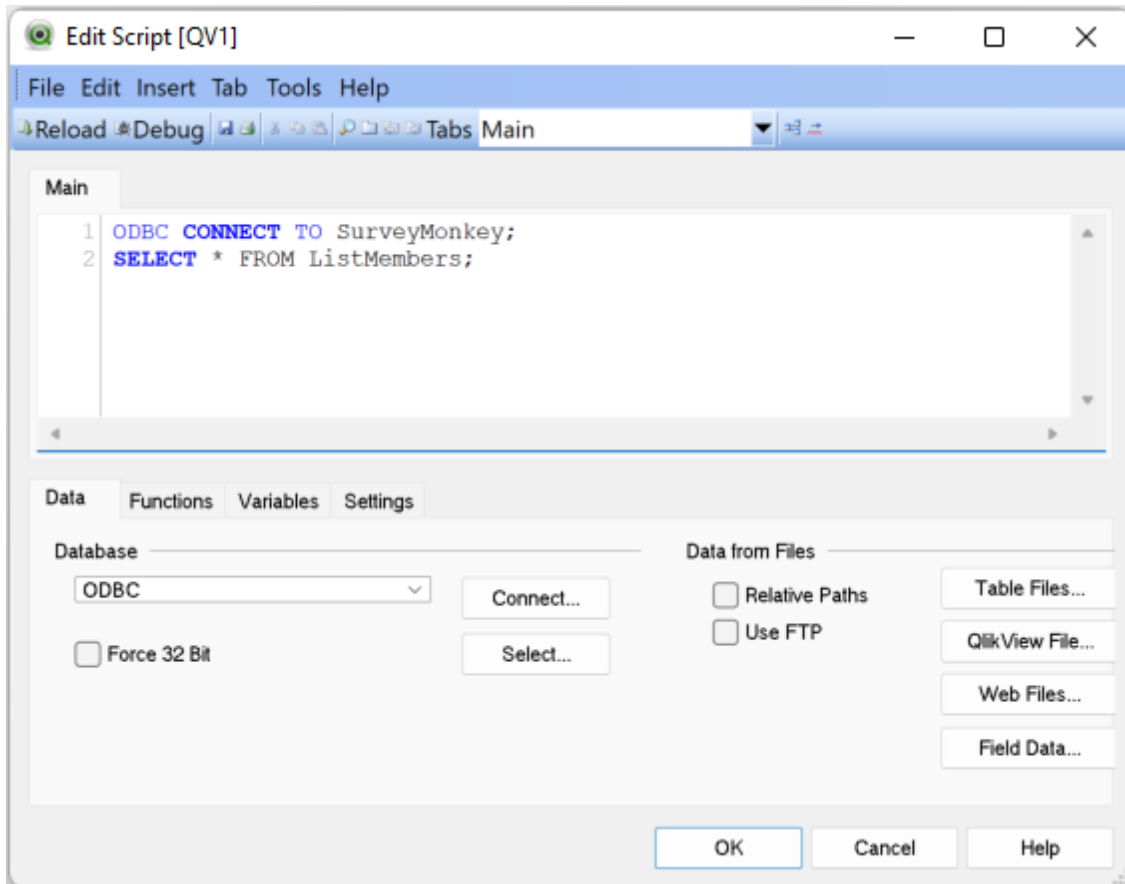 Edit Script [QV1]
File Edit Insert Tab Tools Help
Reload Debug Tabs Main
Main
1 ODBC CONNECT TO SurveyMonkey;
2 SELECT * FROM ListMembers;
Data Functions Variables Settings
Database
ODBC
Connect...
Force 32 Bit
Select...
Data from Files
Relative Paths
Use FTP
Table Files...
QlikView File...
Web Files...
Field Data...
OK Cancel Help